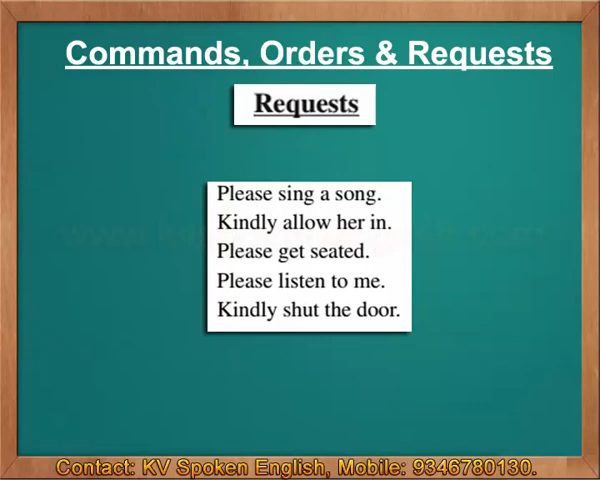 Commands, Orders & Requests
Requests
Please sing a song.
Kindly allow her in.
Please get seated.
Please listen to me.
Kindly shut the door.
Contact: KV Spoken English, Mobile: 9346780130.